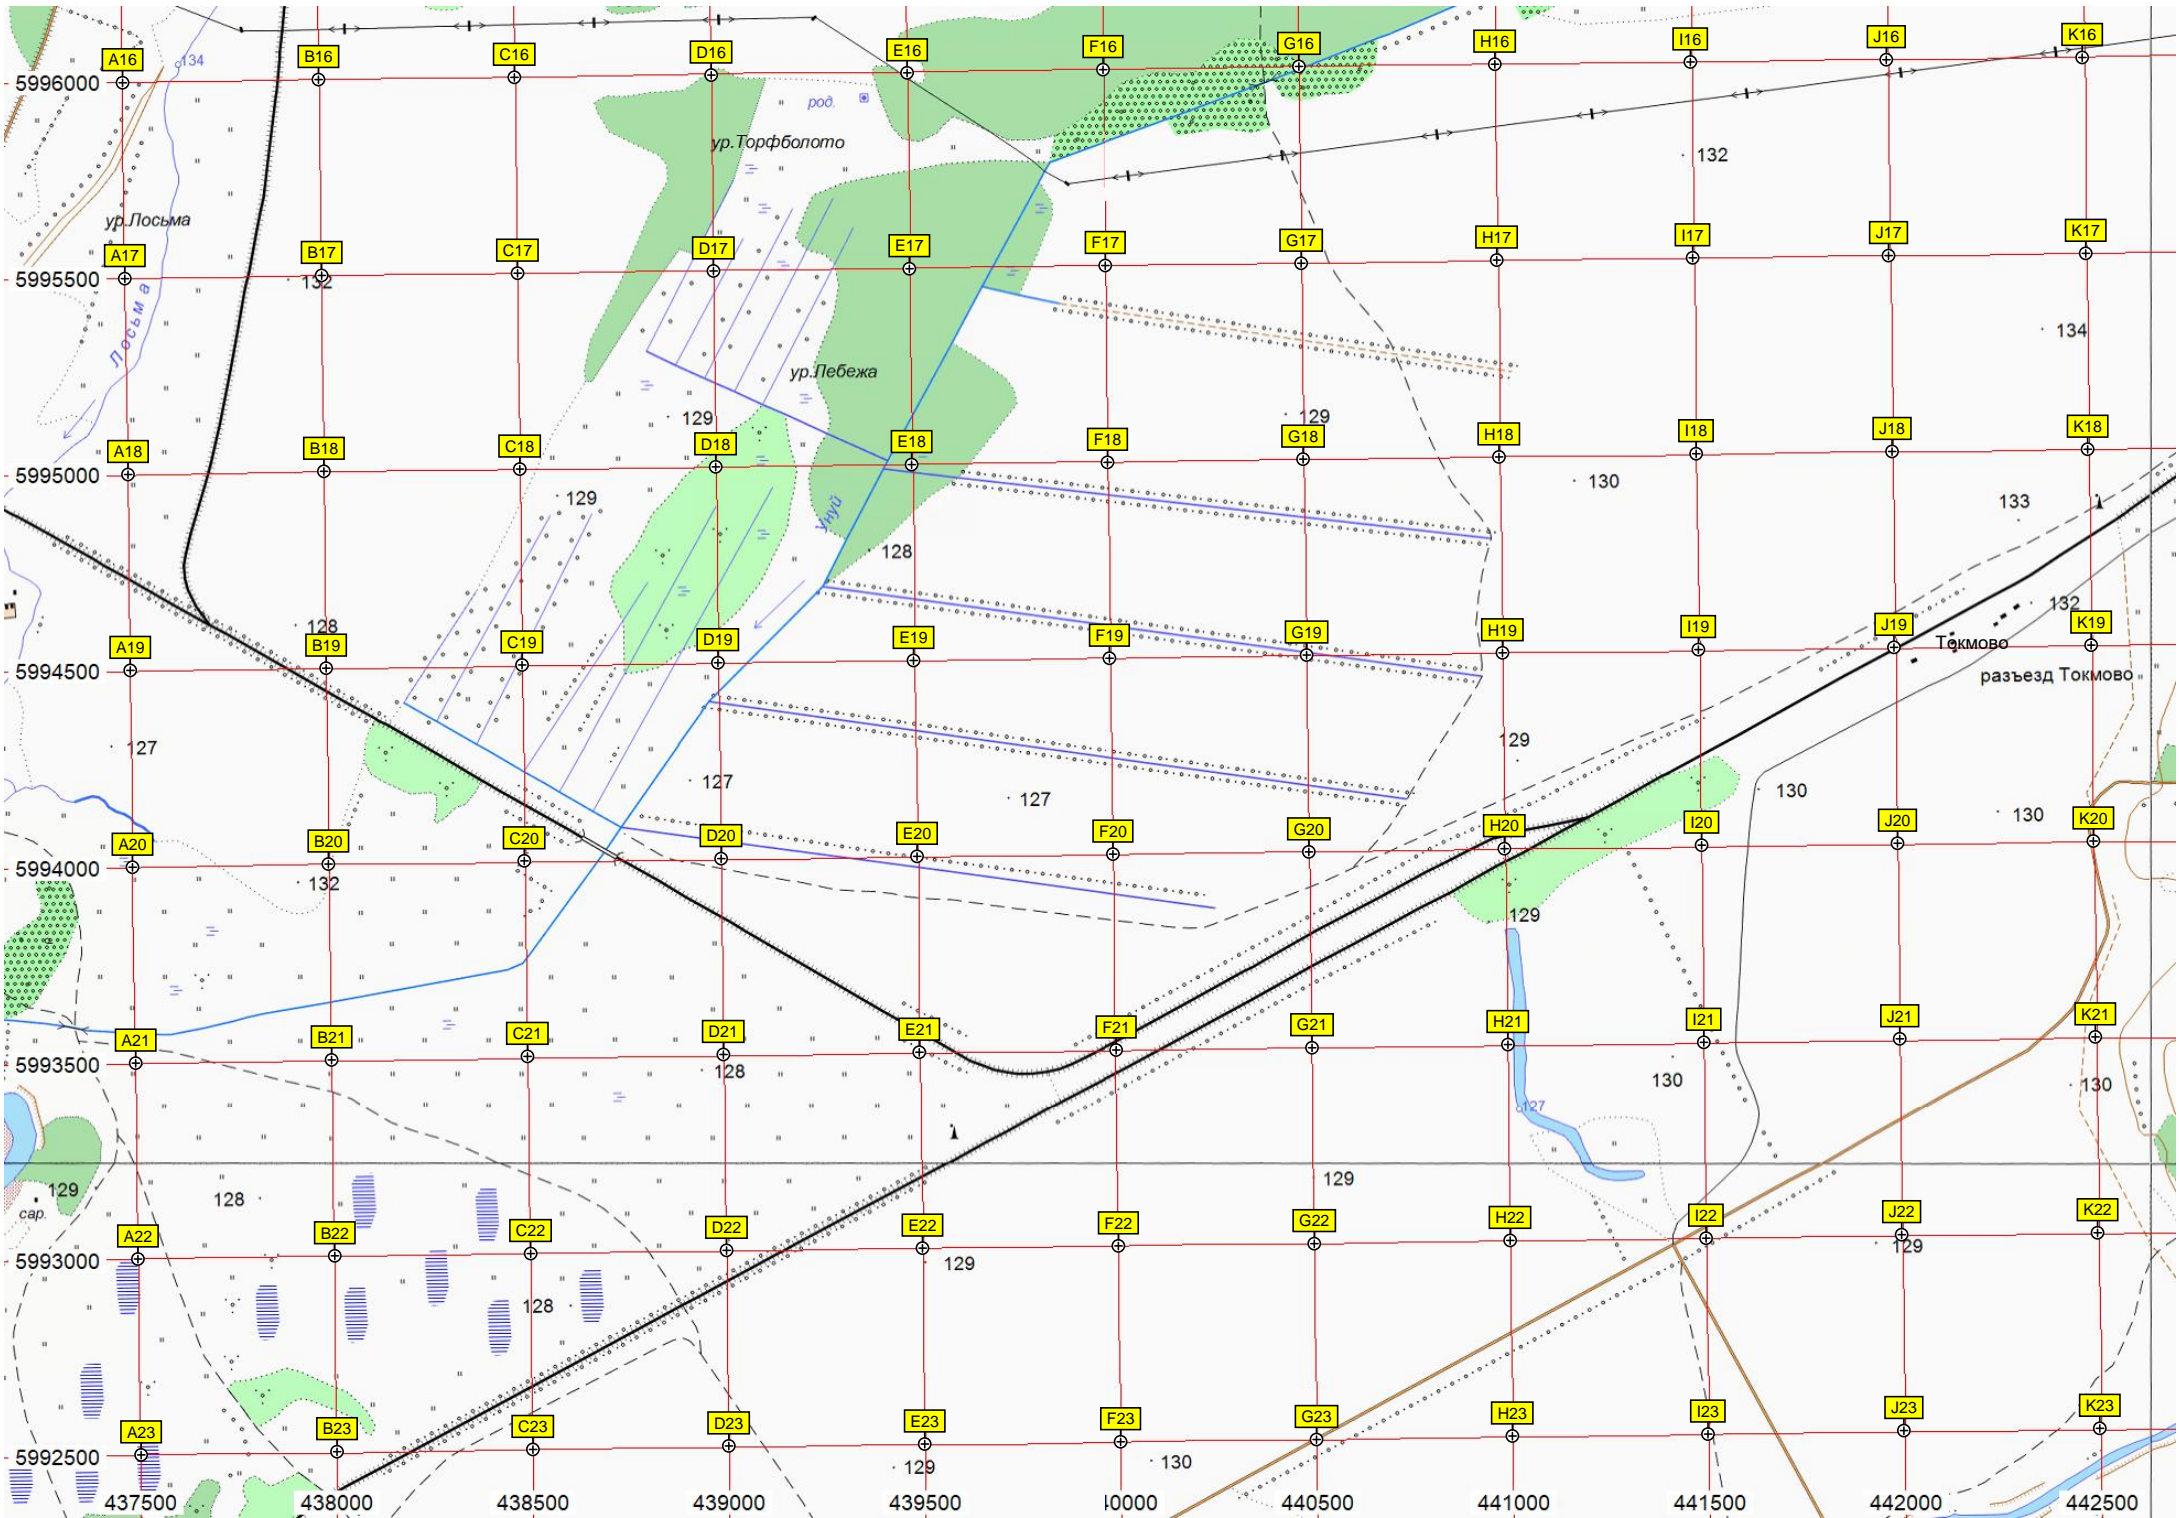 A16 B16 C16 D16 E16 F16 G16 H16 I16 J16 K16
134
5996000
род.
ур.Торфболото
132
ур.Лосьма
A17 B17 C17 D17 E17 F17 G17 H17 I17 J17 K17
5995500
132
Лосьма
134
ур.Лебежа
129
129
A18 B18 C18 D18 E18 F18 G18 H18 I18 J18 K18
5995000
130
129
133
Унуй
128
132
128
A19 B19 C19 D19 E19 F19 G19 H19 I19 J19 K19
Токмово
5994500
разъезд Токмово
127
129
127
127
130
130
A20 B20 C20 D20 E20 F20 G20 H20 I20 J20 K20
5994000
132
129
A21 B21 C21 D21 E21 F21 G21 H21 I21 J21 K21
5993500
128
130
130
127
129
128
129
сар.
A22 B22 C22 D22 E22 F22 G22 H22 I22 J22 K22
5993000
129
129
128
A23 B23 C23 D23 E23 F23 G23 H23 I23 J23 K23
5992500
129
130
437500 438000 438500 439000 439500 ł0000 440500 441000 441500 442000 442500